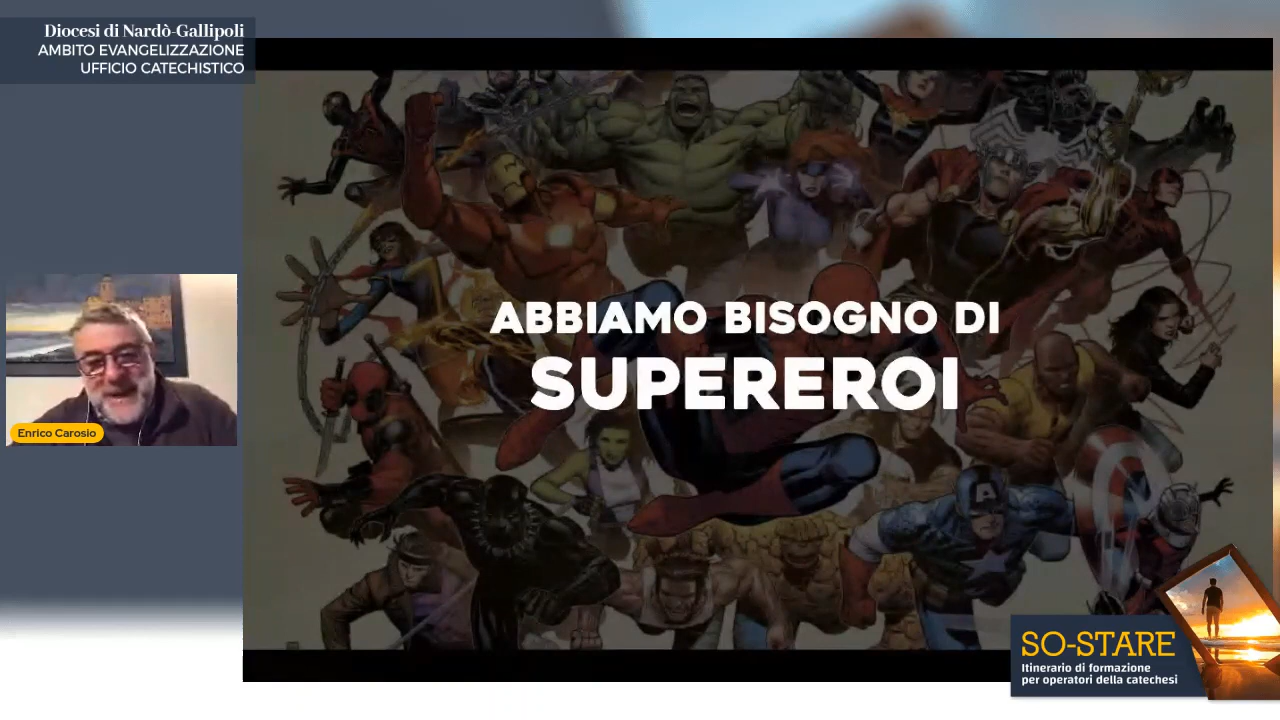 Diocesi di Nardò-Gallipoli
AMBITO EVANGELIZZAZIONE
UFFICIO CATECHISTICO
ABBIAMO BISOGNO DI
SUPEREROI
Enrico Carosio
SO-STARE
Itinerario di formazione
per operatori della catechesi